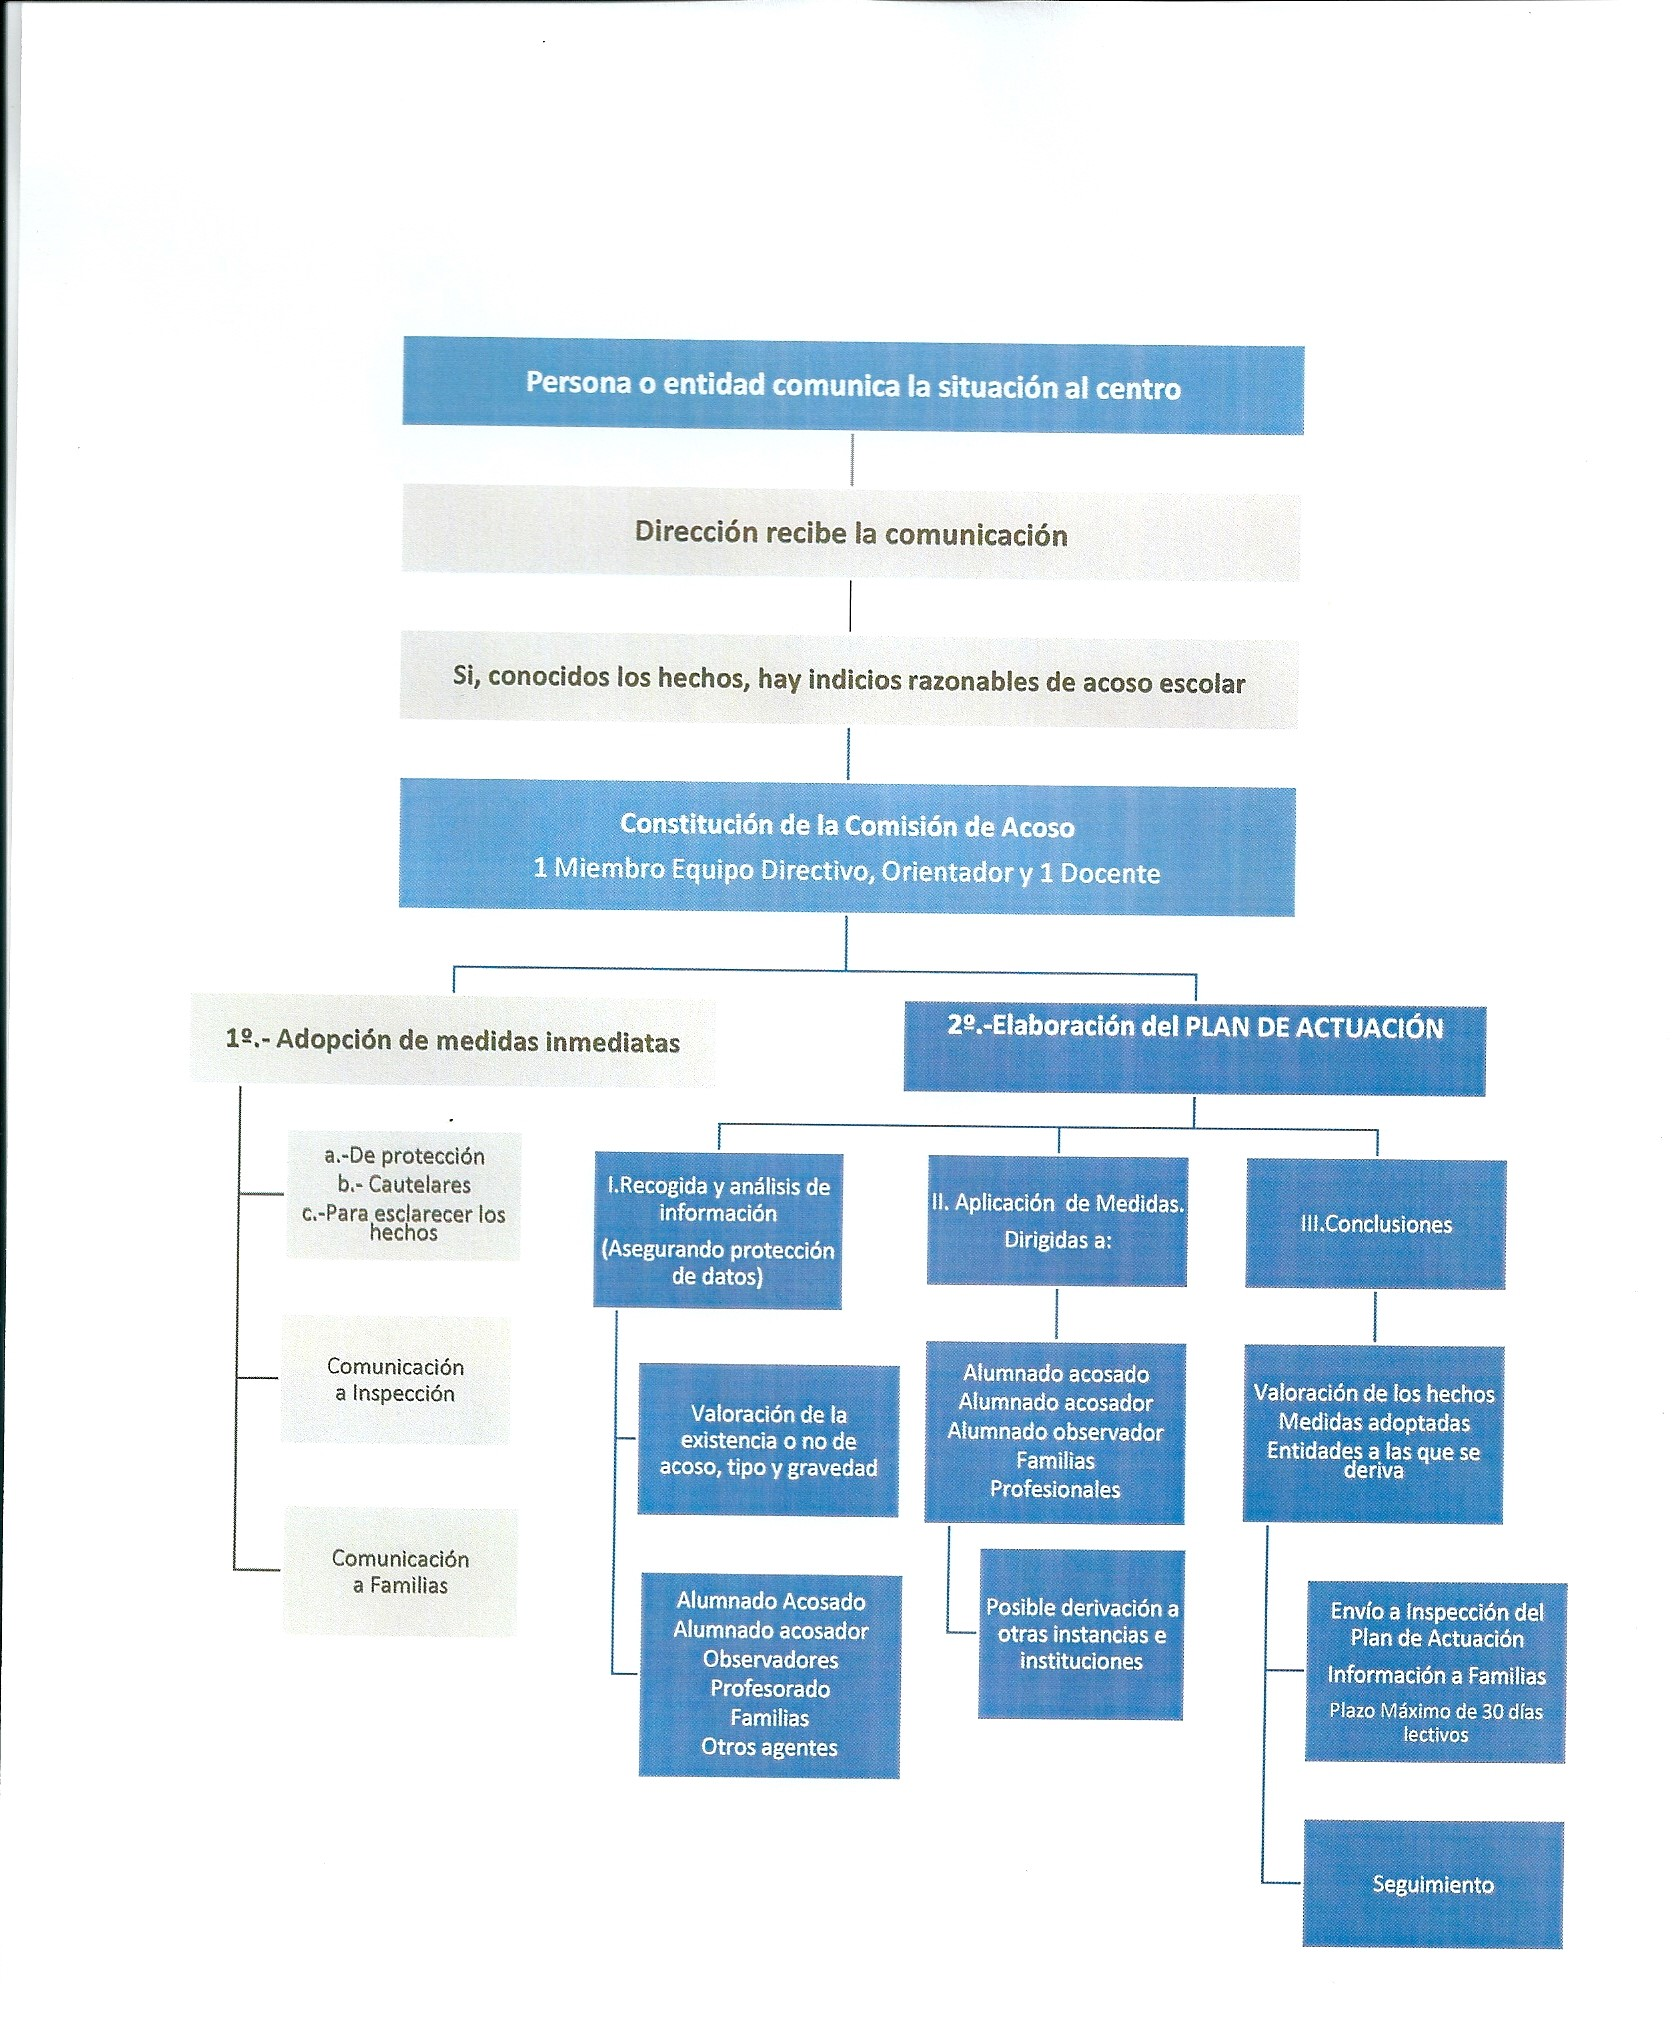 Persona o entidad comunica la situación al centro
Dirección recibe la comunicación
Si, conocidos los hechos, hay indicios razonables de acoso escolar
Constitución de la Comisión de Acoso
1 Miembro Equipo Directivo, Orientador y 1 Docente
1º.- Adopción de medidas inmediatas
a.-De protección
b.- Cautelares
c.-Para esclarecer los
hechos
Comunicación
a Inspección
Comunicación
a Familias
2º.-Elaboración del PLAN DE ACTUACIÓN
I.Recogida y análisis de
información
(Asegurando protección
de datos)
Valoración de la
existencia o no de
acoso, tipo y gravedad
Alumnado Acosado
Alumnado acosador
Observadores
Profesorado
Familias
Otros agentes
II. Aplicación de Medidas.
Dirigidas a:
Alumnado acosado
Alumnado acosador
Alumnado observador
Familias
Profesionales
Posible derivación a
otras instancias e
instituciones
III.Conclusiones
Valoración de los hechos
Medidas adoptadas
Entidades a las que se
deriva
Envío a Inspección del
Plan de Actuación
Información a Familias
Plazo Máximo de 30 días
lectivos
Seguimiento